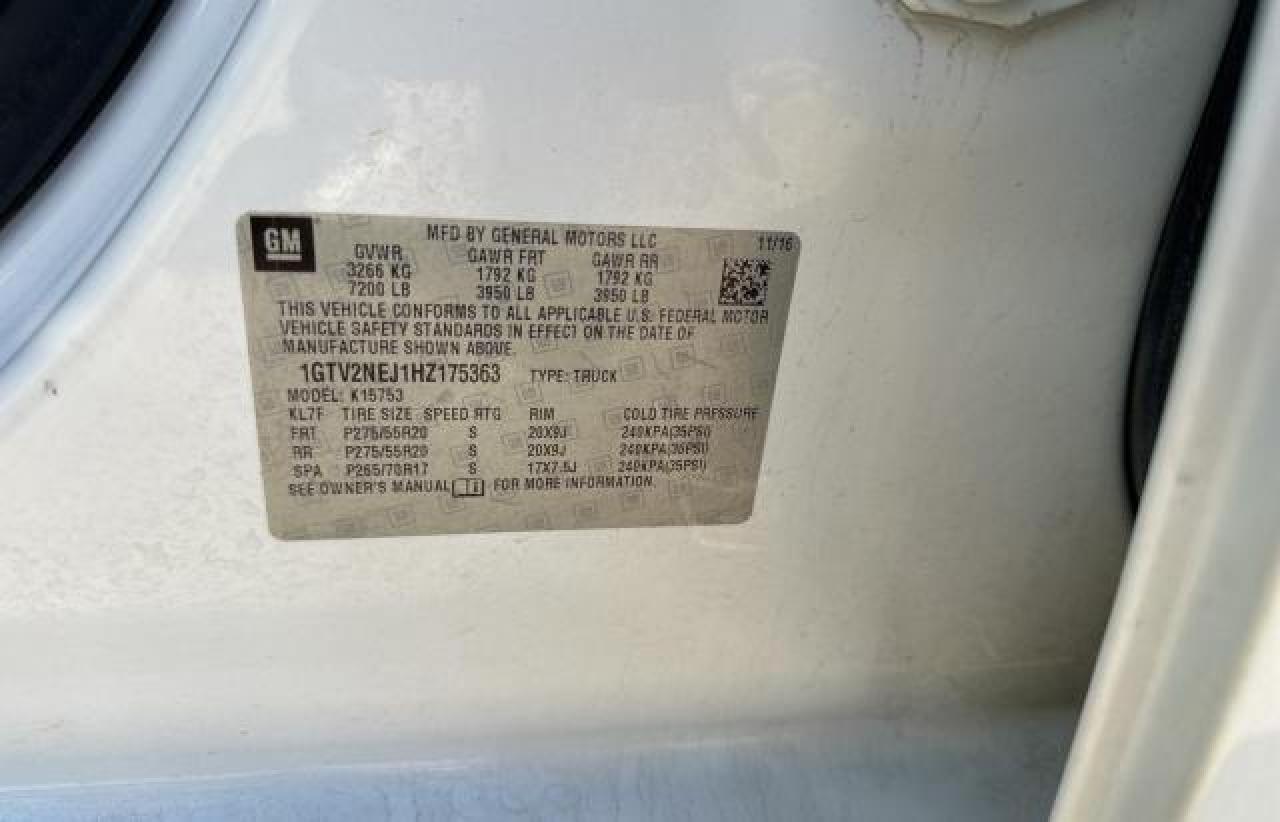 GM
MFD BY GENERAL MOTORS LLC 11/16
GVWR GAWR FRT GAWR RR
3266 KG 1792 KG 1792 KG
7200 LB 3950 LB 3950 LB
THIS VEHICLE CONFORMS TO ALL APPLICABLE U.S. FEDERAL MOTOR
VEHICLE SAFETY STANDARDS IN EFFECT ON THE DATE OF
MANUFACTURE SHOWN ABOVE.
1GTV2NEJ1HZ175363 TYPE: TRUCK
MODEL: K15753
KL7F TIRE SIZE SPEED RTG RIM COLD TIRE PRESSURE
FRT P275/55R20 S 20X9J 240KPA(35PSI)
RR P275/55R20 S 20X9J 240KPA(35PSI)
SPA P265/70R17 S 17X7.5J 240KPA(35PSI)
SEE OWNER'S MANUAL FOR MORE INFORMATION.